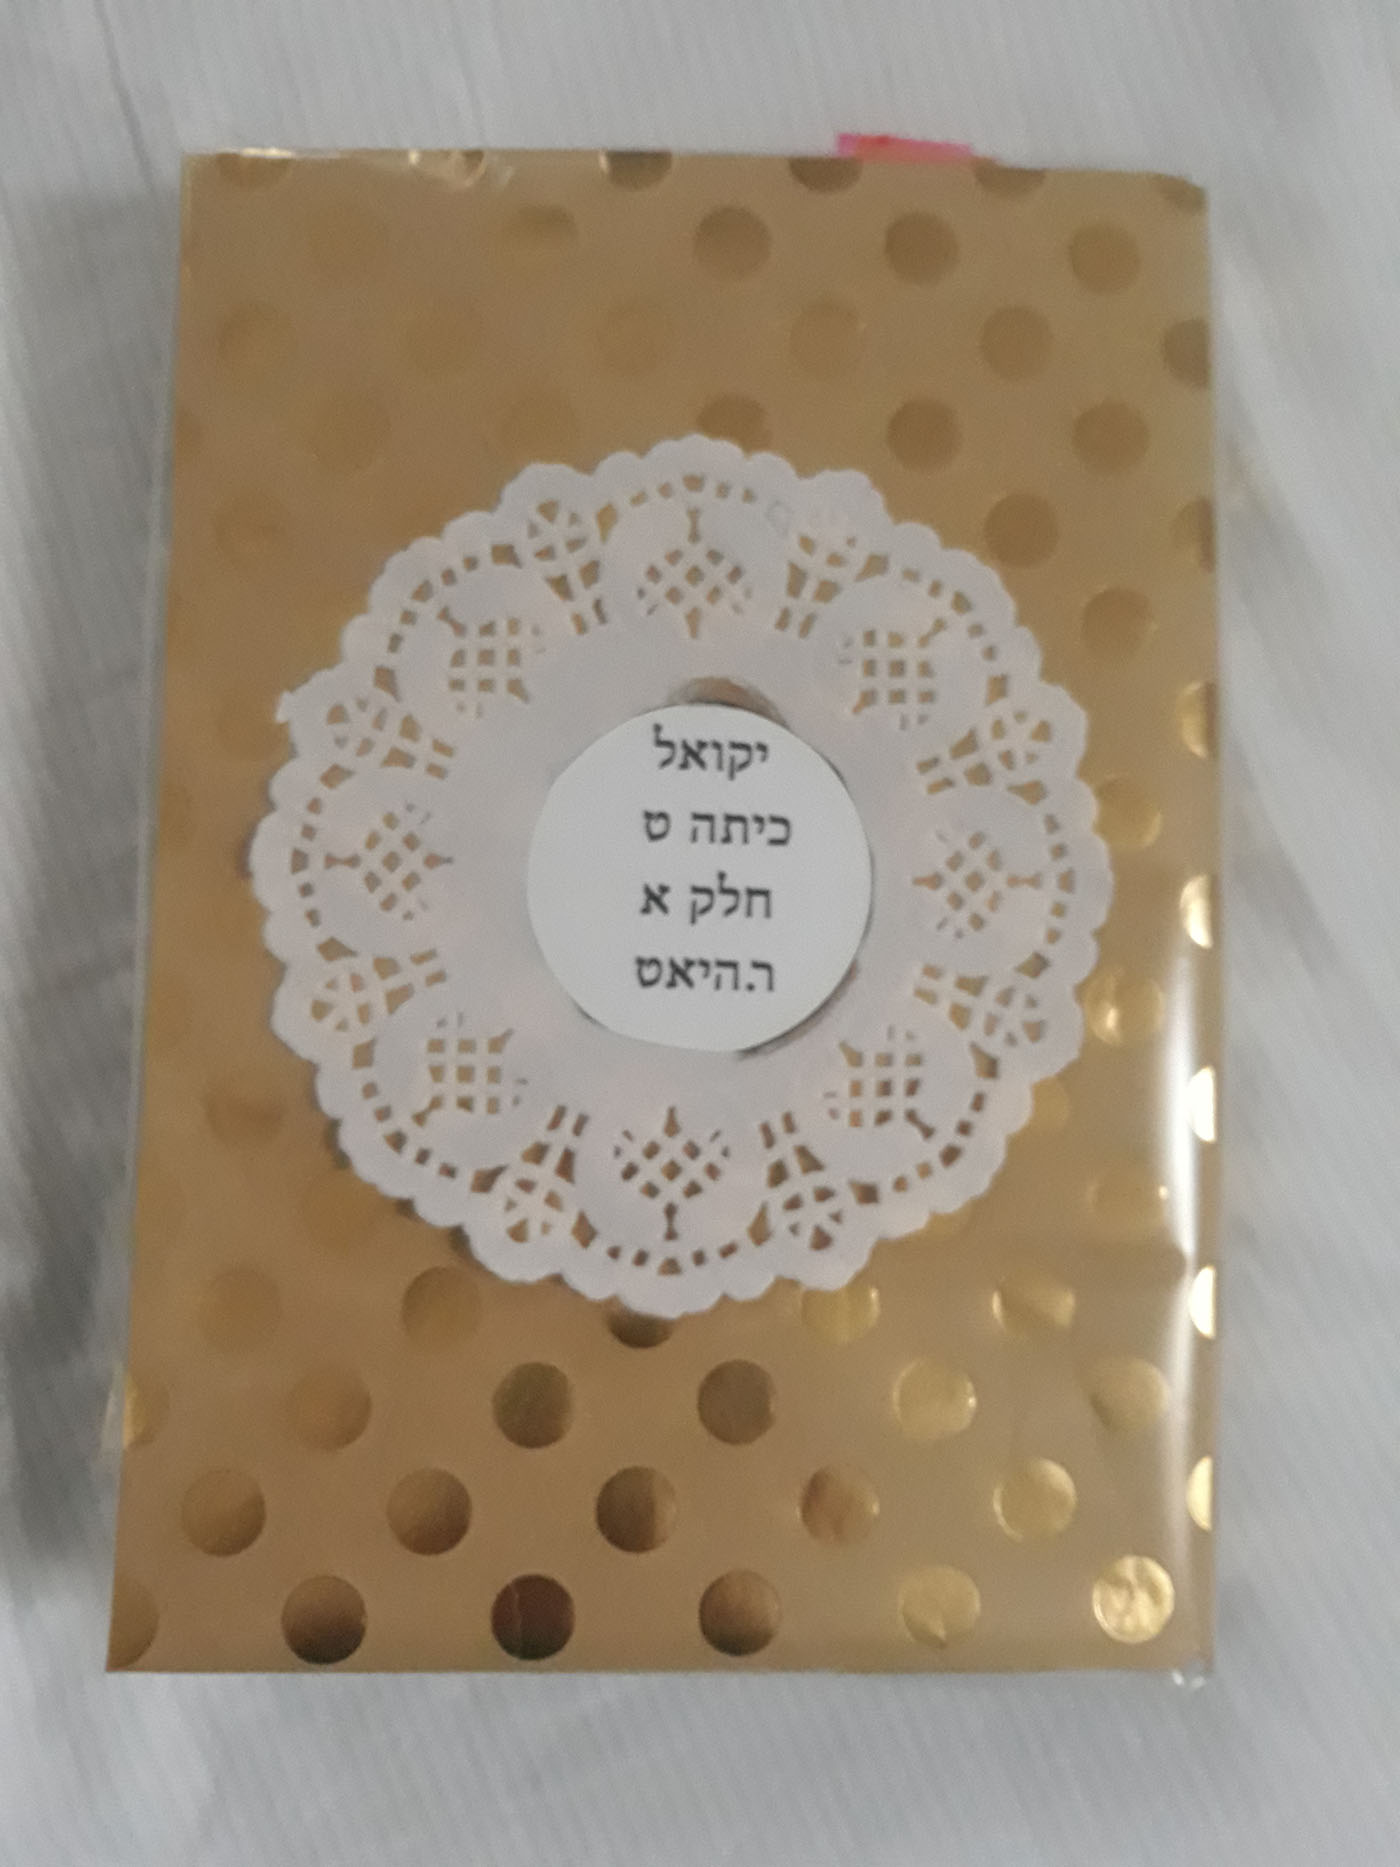 יקואל
כיתה ט
חלק א
ר.היאט